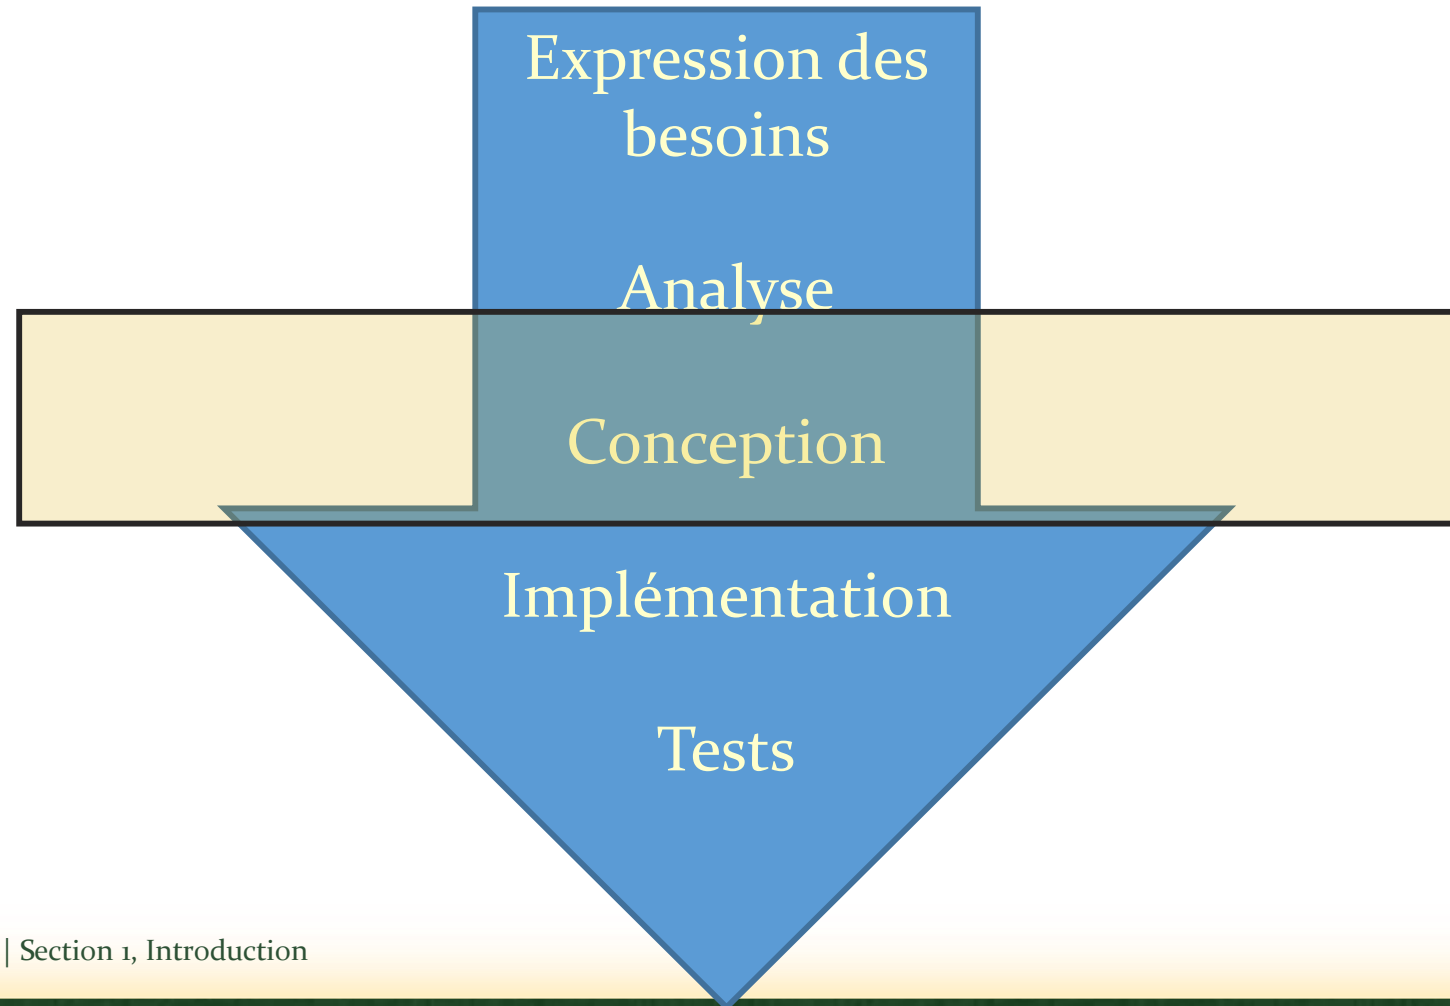 Expression des
besoins
Analyse
Conception
Implémentation
Tests
| Section 1, Introduction